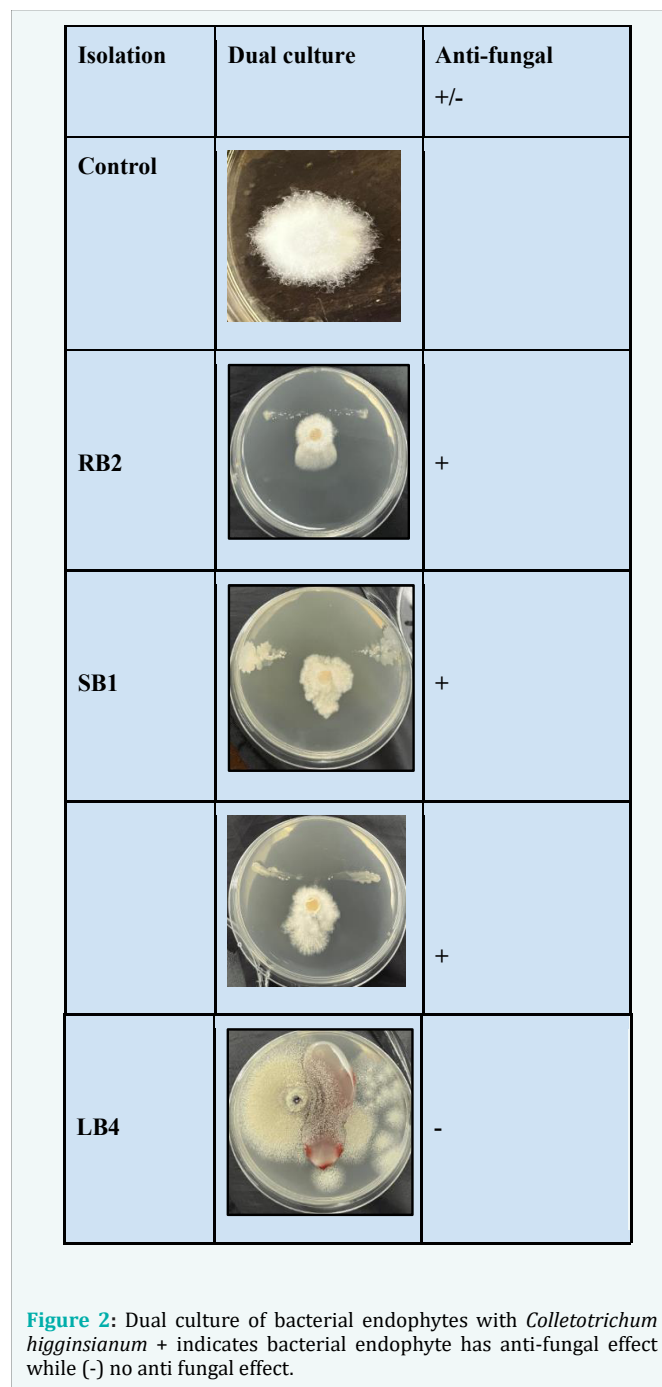 Isolation Dual culture Anti-fungal
+/-
Control
RB2 +
SB1 +
+
LB4 -
Figure 2: Dual culture of bacterial endophytes with Colletotrichum
higginsianum + indicates bacterial endophyte has anti-fungal effect
while (-) no anti fungal effect.